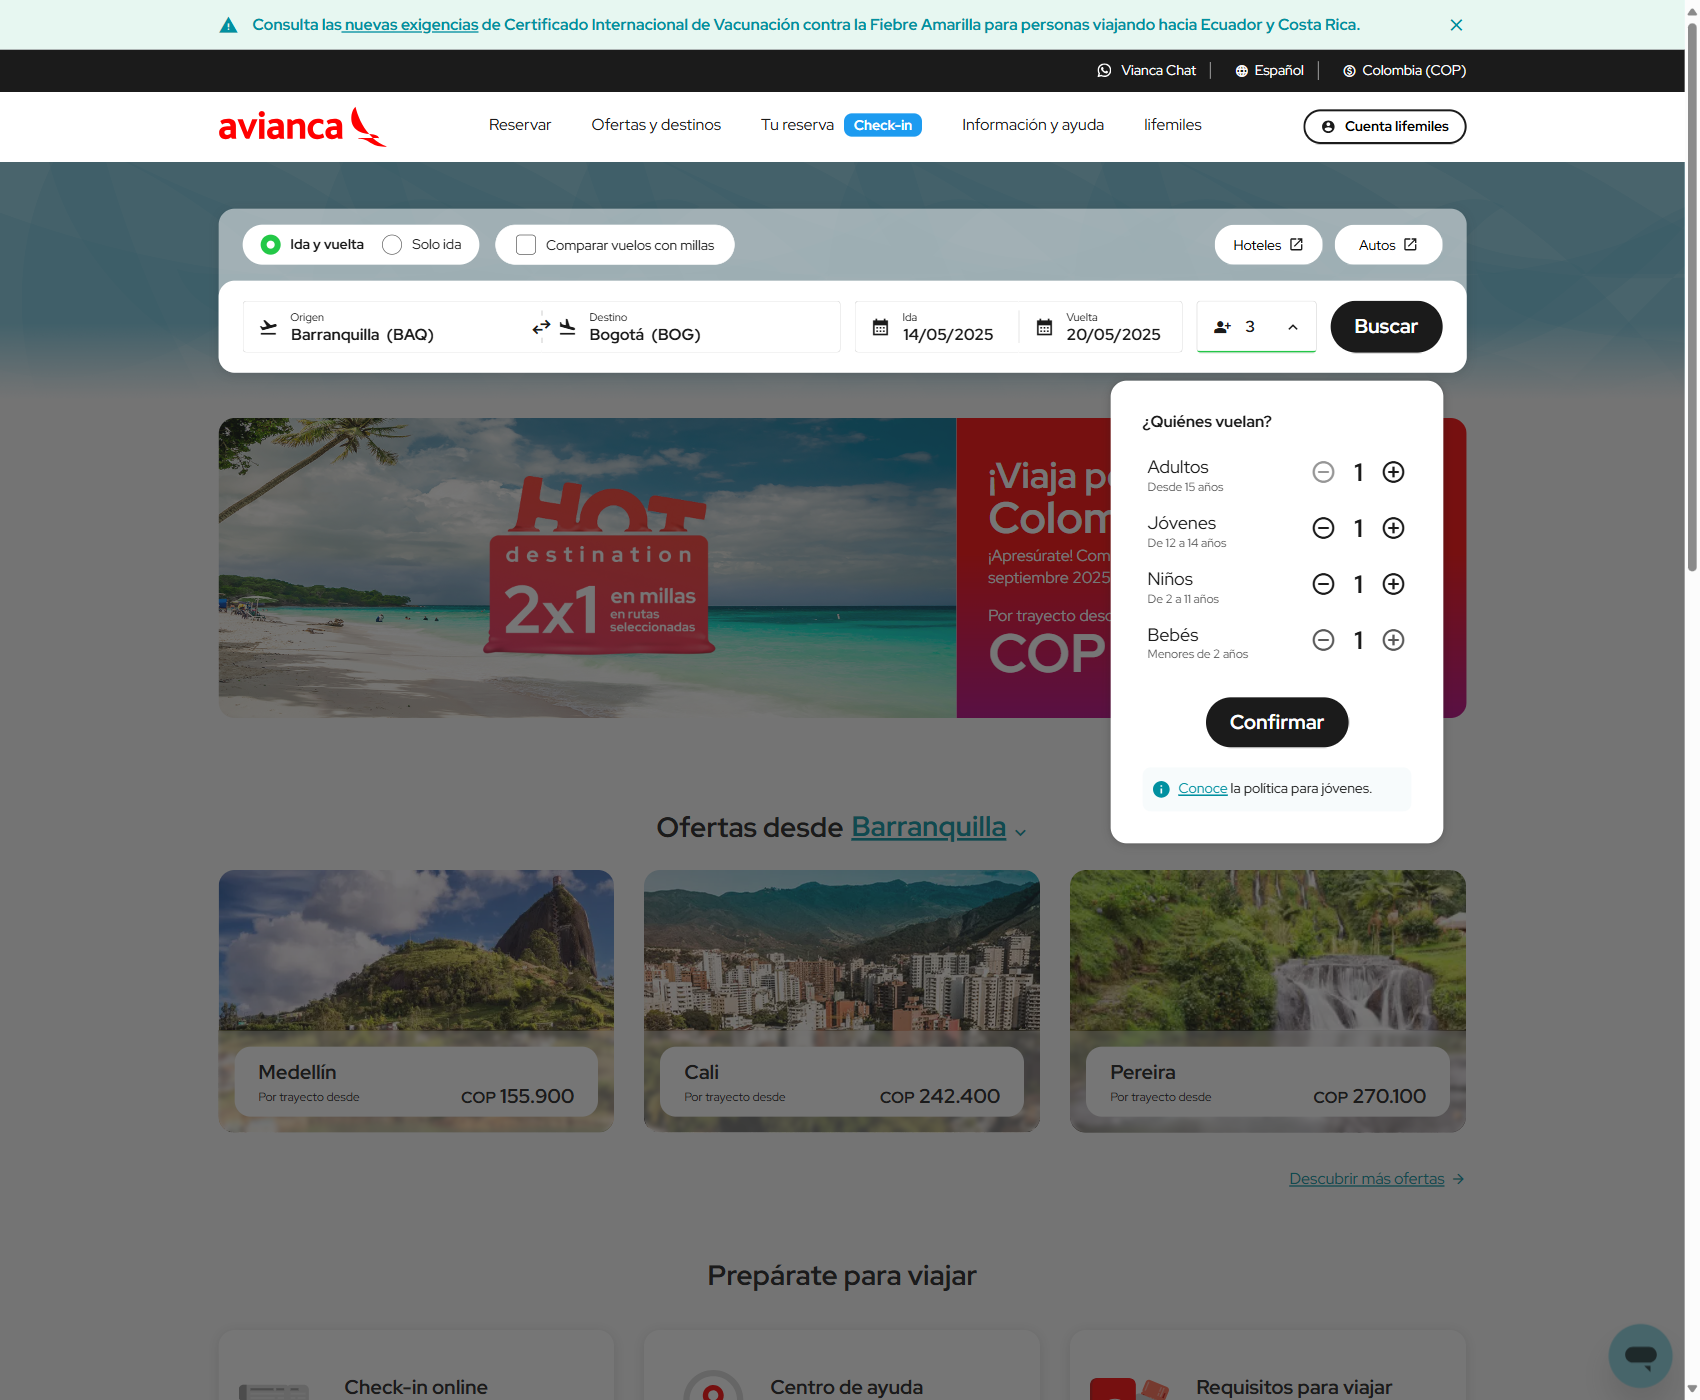 Consulta las nuevas exigencias de Certificado Internacional de Vacunación contra la Fiebre Amarilla para personas viajando hacia Ecuador y Costa Rica.
Vianca Chat
Español
Colombia (COP)
avianca
Reservar
Ofertas y destinos
Tu reserva
Check-in
Información y ayuda
lifemiles
Cuenta lifemiles
Ida y vuelta
Solo ida
Comparar vuelos con millas
Hoteles
Autos
Origen
Barranquilla (BAQ)
Destino
Bogotá (BOG)
Ida
14/05/2025
Vuelta
20/05/2025
3
Buscar
HOT
destination
2x1
en millas
en rutas
seleccionadas
Colom
¡Apresúrate! Com
septiembre 2025
Por trayecto
COP
¿Quiénes vuelan?
Adultos
Desde 15 años
1
Jóvenes
De 12 a 14 años
1
Niños
De 2 a 11 años
1
Bebés
Menores de 2 años
1
Confirmar
Conoce la política para jóvenes.
Ofertas desde Barranquilla
Medellín
Por trayecto desde
COP 155.900
Cali
Por trayecto desde
COP 242.400
Pereira
Por trayecto desde
COP 270.100
Descubrir más ofertas
Prepárate para viajar
Check-in online
Centro de ayuda
Requisitos para viajar